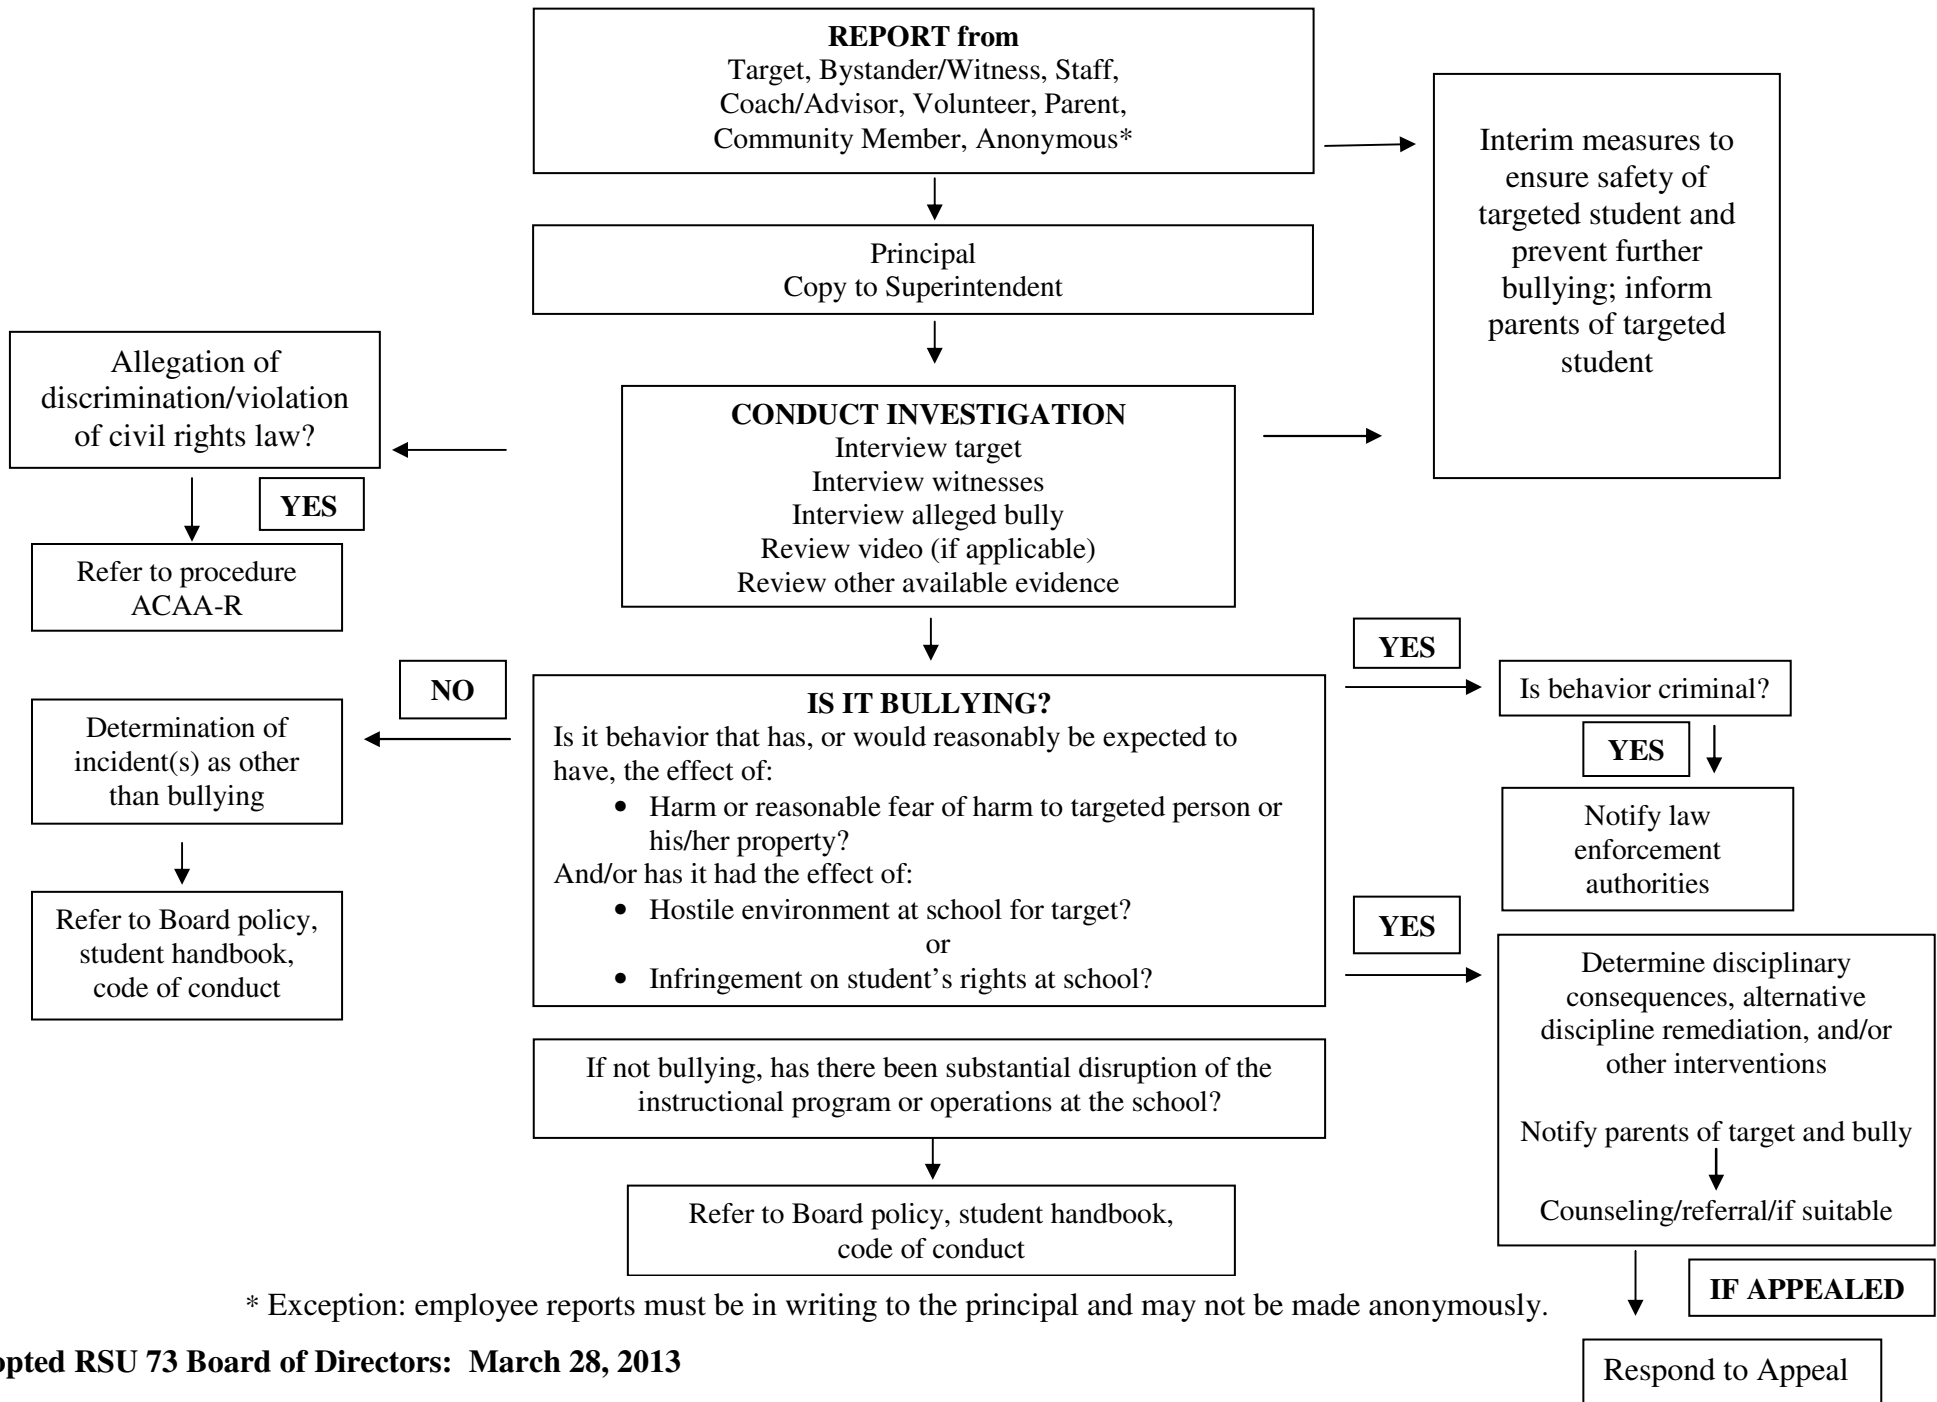 REPORT from
Target, Bystander/Witness, Staff,
Coach/Advisor, Volunteer, Parent,
Community Member, Anonymous*
Interim measures to
ensure safety of
targeted student and
prevent further
bullying; inform
parents of targeted
student
Principal
Copy to Superintendent
Allegation of
discrimination/violation
of civil rights law?
YES
Refer to procedure
ACAA-R
CONDUCT INVESTIGATION
Interview target
Interview witnesses
Interview alleged bully
Review video (if applicable)
Review other available evidence
NO
Determination of
incident(s) as other
than bullying
Refer to Board policy,
student handbook,
code of conduct
IS IT BULLYING?
Is it behavior that has, or would reasonably be expected to
have, the effect of:
• Harm or reasonable fear of harm to targeted person or
his/her property?
And/or has it had the effect of:
• Hostile environment at school for target?
or
• Infringement on student’s rights at school?
YES
Is behavior criminal?
YES
Notify law
enforcement
authorities
YES
Determine disciplinary
consequences, alternative
discipline remediation, and/or
other interventions
Notify parents of target and bully
Counseling/referral/if suitable
If not bullying, has there been substantial disruption of the
instructional program or operations at the school?
Refer to Board policy, student handbook,
code of conduct
IF APPEALED
Respond to Appeal
* Exception: employee reports must be in writing to the principal and may not be made anonymously.
opted RSU 73 Board of Directors: March 28, 2013